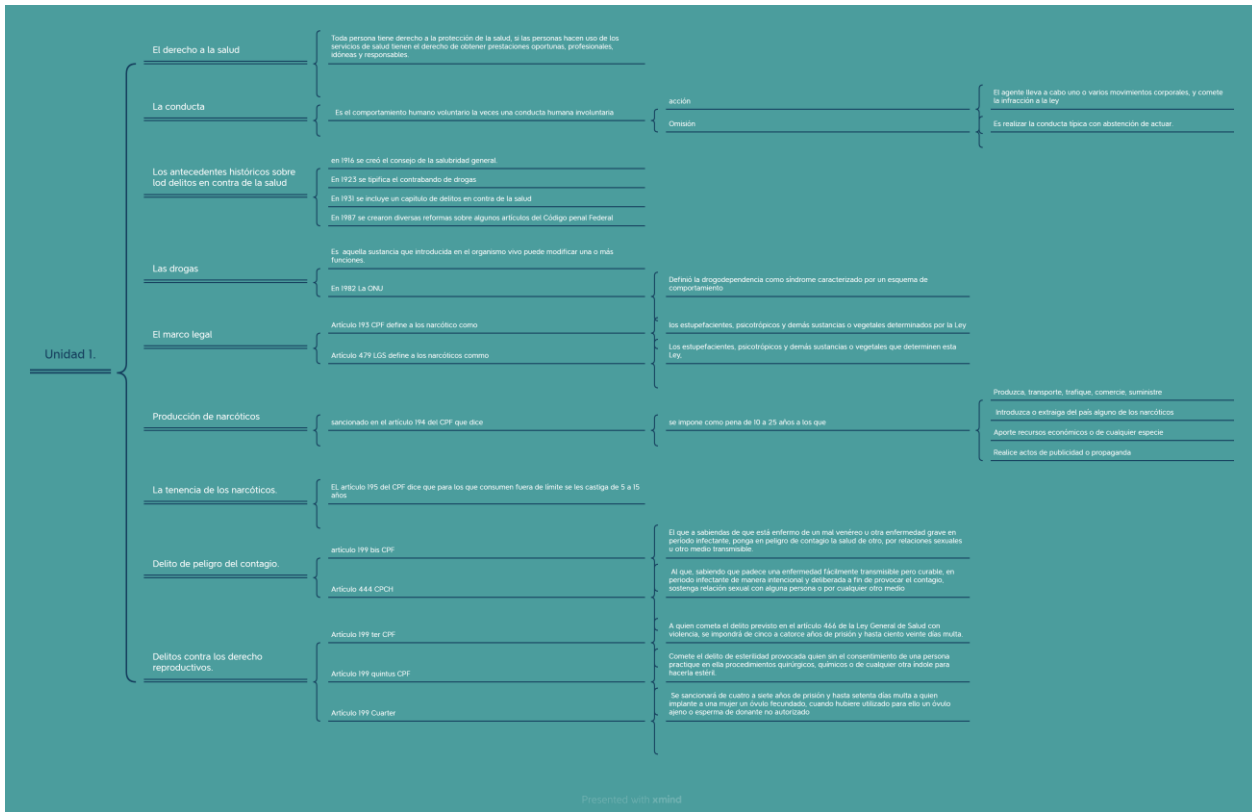 Unidad 1.
El derecho a la salud
Toda persona tiene derecho a la protección de la salud, si las personas hacen uso de los
servicios de salud tienen el derecho de obtener prestaciones oportunas, profesionales,
idóneas y responsables.
La conducta
Es el comportamiento humano voluntario la veces una conducta humana involuntaria
acción
El agente lleva a cabo uno o varios movimientos corporales, y comete
la infracción a la ley
Omisión
Es realizar la conducta típica con abstención de actuar.
Los antecedentes históricos sobre
lod delitos en contra de la salud
en 1916 se creó el consejo de la salubridad general.
En 1923 se tipifica el contrabando de drogas
En 1931 se incluye un capítulo de delitos en contra de la salud
En 1987 se crearon diversas reformas sobre algunos artículos del Código penal Federal
Las drogas
Es aquella sustancia que introducida en el organismo vivo puede modificar una o más
funciones.
En 1982 La ONU
Definió la drogodependencia como síndrome caracterizado por un esquema de
comportamiento
El marco legal
Artículo 193 CPF define a los narcótico como
los estupefacientes, psicotrópicos y demás sustancias o vegetales determinados por la Ley
Artículo 479 LGS define a los narcóticos commo
Los estupefacientes, psicotrópicos y demás sustancias o vegetales que determinen esta
Ley,
Producción de narcóticos
sancionado en el artículo 194 del CPF que dice
se impone como pena de 10 a 25 años a los que
Produzca, transporte, trafique, comercie, suministre
Introduzca o extraiga del país alguno de los narcóticos
Aporte recursos económicos o de cualquier especie
Realice actos de publicidad o propaganda
La tenencia de los narcóticos.
EL artículo 195 del CPF dice que para los que consumen fuera de límite se les castiga de 5 a 15
años
Delito de peligro del contagio.
artículo 199 bis CPF
El que a sabiendas de que está enfermo de un mal venéreo u otra enfermedad grave en
período infectante, ponga en peligro de contagio la salud de otro, por relaciones sexuales
u otro medio transmisible.
Artículo 444 CPCH
Al que, sabiendo que padece una enfermedad fácilmente transmisible pero curable, en
periodo infectante de manera intencional y deliberada a fin de provocar el contagio,
sostenga relación sexual con alguna persona o por cualquier otro medio
Delitos contra los derecho
reproductivos.
Artículo 199 ter CPF
A quien cometa el delito previsto en el artículo 466 de la Ley General de Salud con
violencia, se impondrá de cinco a catorce años de prisión y hasta ciento veinte días multa.
Artículo 199 quintus CPF
Comete el delito de esterilidad provocada quien sin el consentimiento de una persona
practique en ella procedimientos quirúrgicos, químicos o de cualquier otra índole para
hacerla estéril.
Artículo 199 Cuarter
Se sancionará de cuatro a siete años de prisión y hasta setenta días multa a quien
implante a una mujer un óvulo fecundado, cuando hubiere utilizado para ello un óvulo
ajeno o esperma de donante no autorizado
Presented with xmind